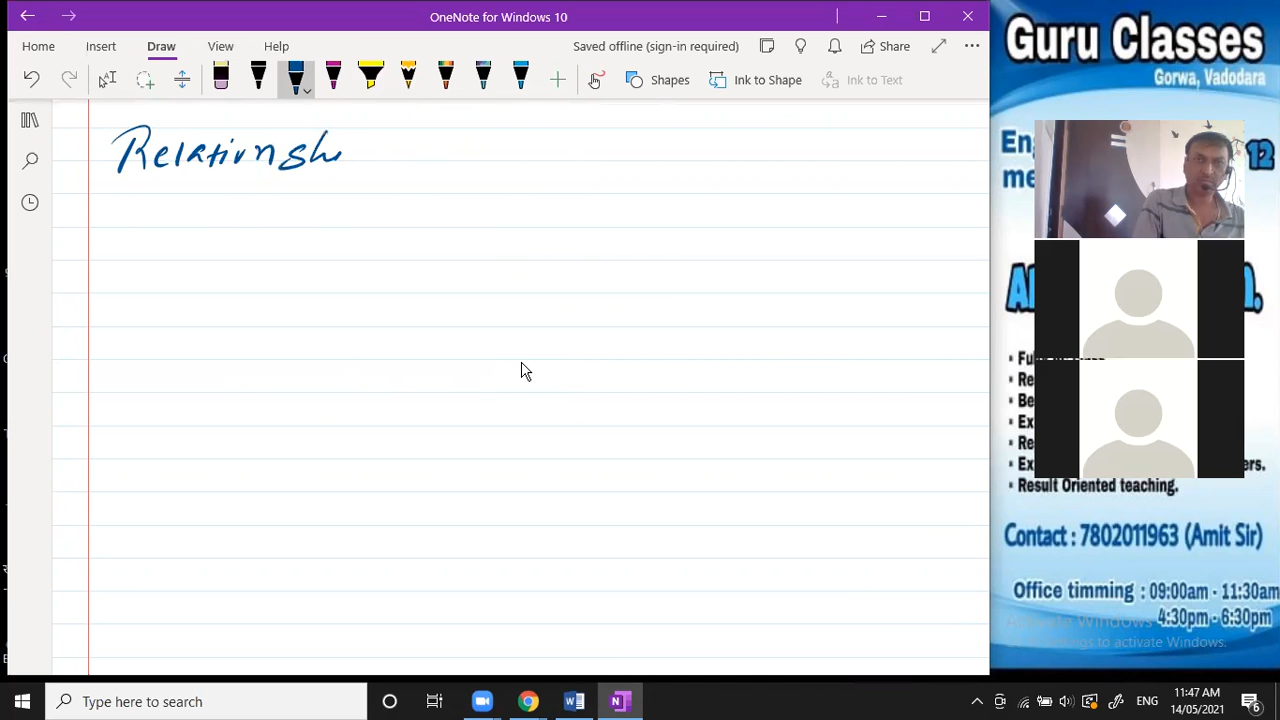 OneNote for Windows 10
Home Insert Draw View Help
Saved offline (sign-in required)
Share
Shapes
Ink to Shape
Ink to Text
Relationsh
Guru Classes
Gorwa, Vadodara
12
Result Oriented teaching.
Contact : 7802011963 (Amit Sir)
Office timming : 09:00am - 11:30am
4:30pm - 6:30pm
Type here to search
ENG
11:47 AM
14/05/2021
6